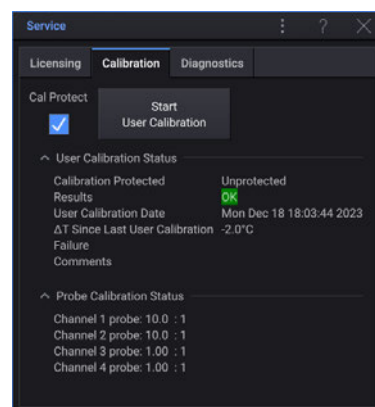 Service
Licensing Calibration Diagnostics
Cal Protect
Start
User Calibration
User Calibration Status
Calibration Protected Unprotected
Results OK
User Calibration Date Mon Dec 18 18:03:44 2023
ΔT Since Last User Calibration -2.0°C
Failure
Comments
Probe Calibration Status
Channel 1 probe: 10.0 : 1
Channel 2 probe: 10.0 : 1
Channel 3 probe: 1.00 : 1
Channel 4 probe: 1.00 : 1